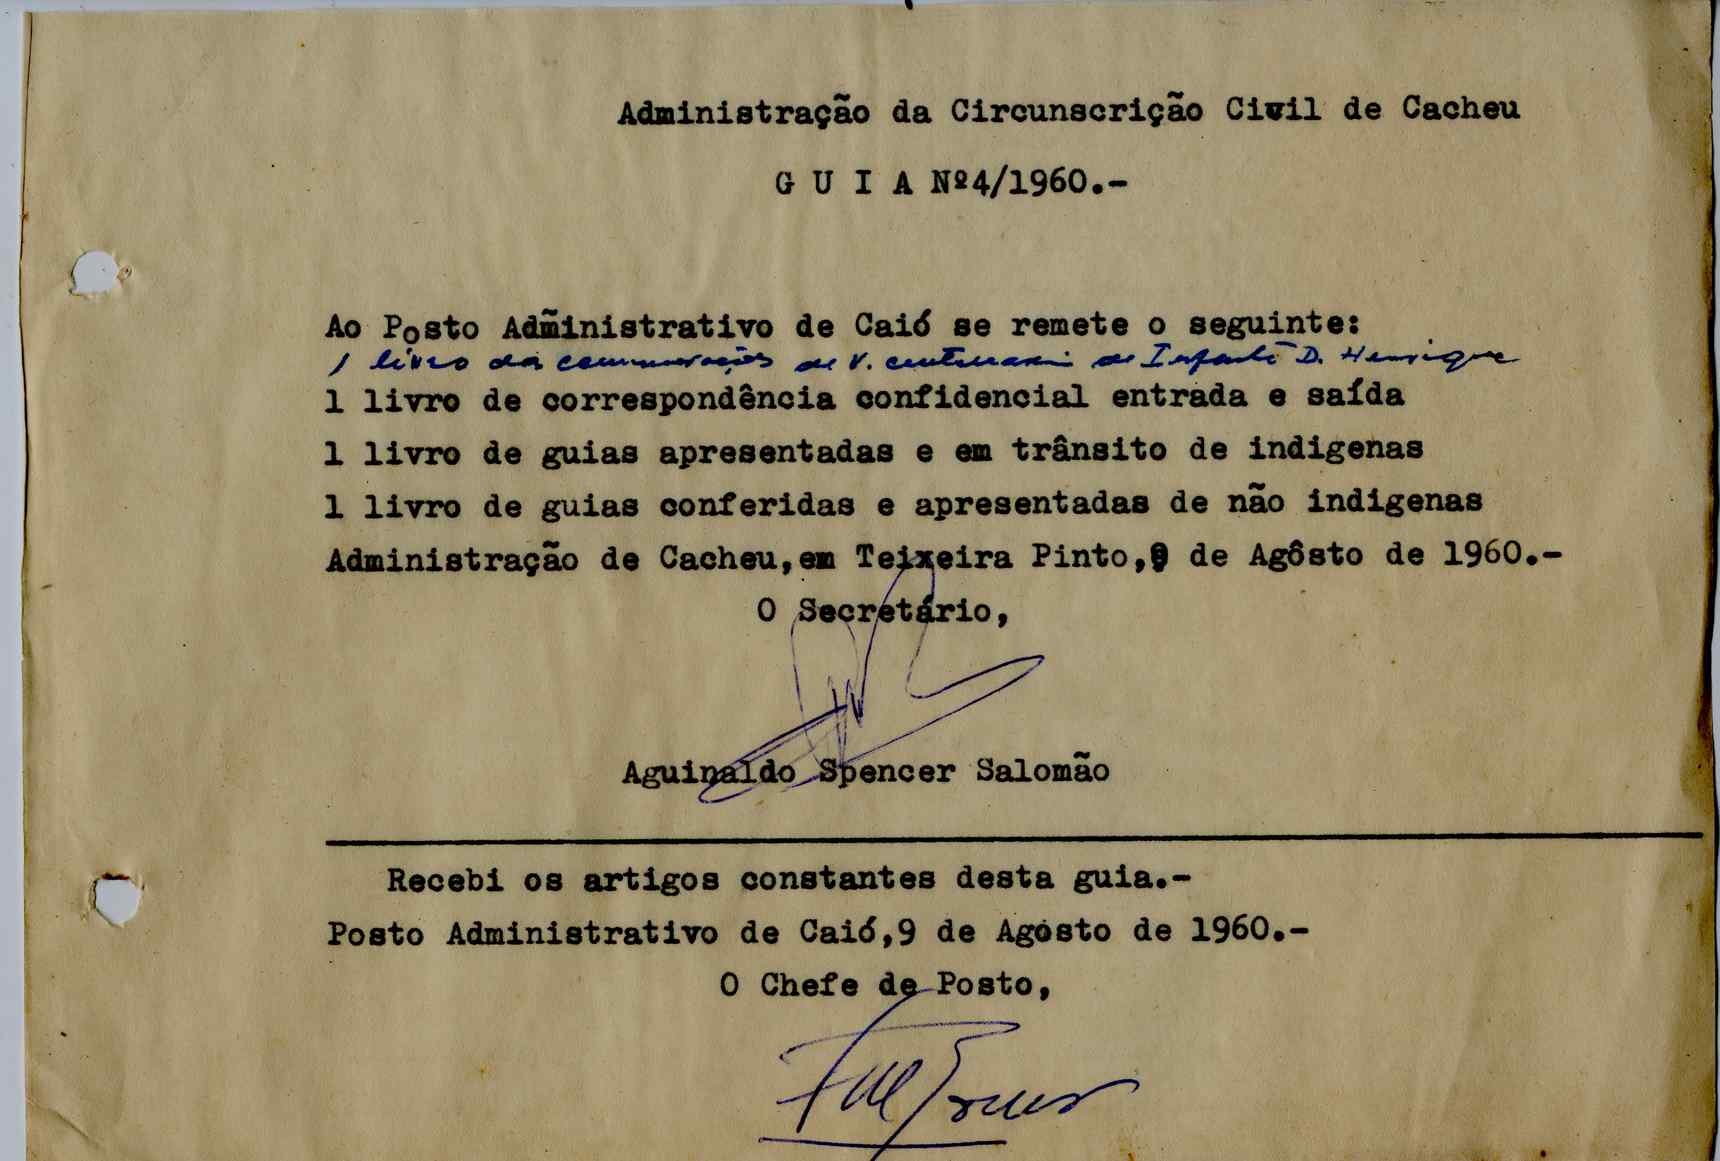 Administração da Circunscrição Civil de Cacheu
G U I A Nº4/1960.-
Ao Posto Administrativo de Caió se remete o seguinte:
1 livro das comemorações do V. centenario do Infante D. Henrique
1 livro de correspondência confidencial entrada e saída
1 livro de guias apresentadas e em trânsito de indigenas
1 livro de guias conferidas e apresentadas de não indigenas
Administração de Cacheu,em Teixeira Pinto,9 de Agôsto de 1960.-
O Secretário,
Aguinaldo Spencer Salomão
Recebi os artigos constantes desta guia.-
Posto Administrativo de Caió,9 de Agosto de 1960.-
O Chefe de Posto,